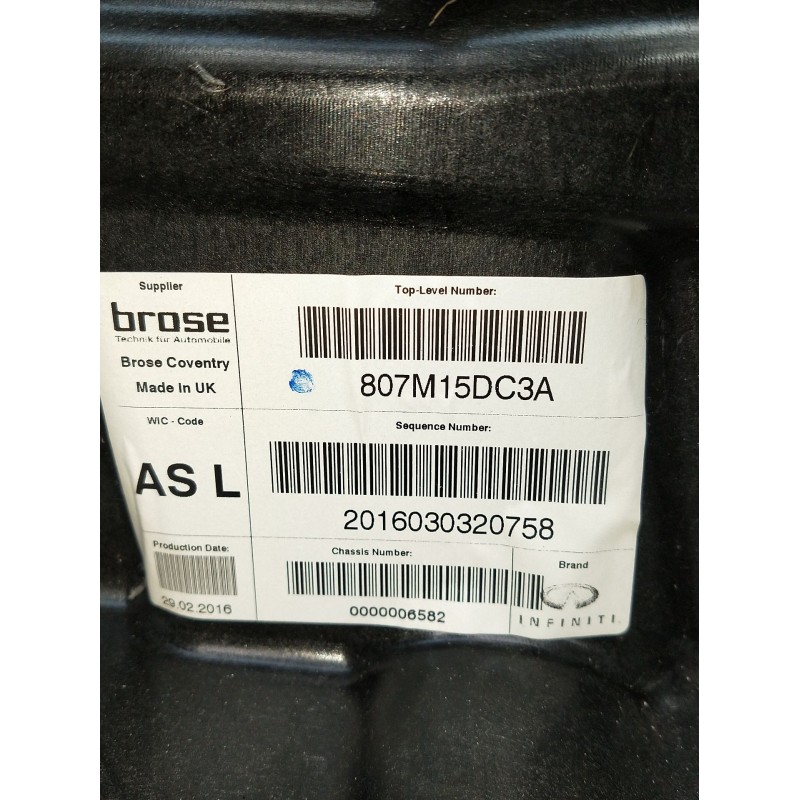 Supplier
brose
Technik für Automobile
Brose Coventry
Made in UK
Top-Level Number:
807M15DC3A
WIC - Code
AS L
Sequence Number:
2016030320758
Production Date:
29.02.2016
Chassis Number:
0000006582
Brand
INFINITI